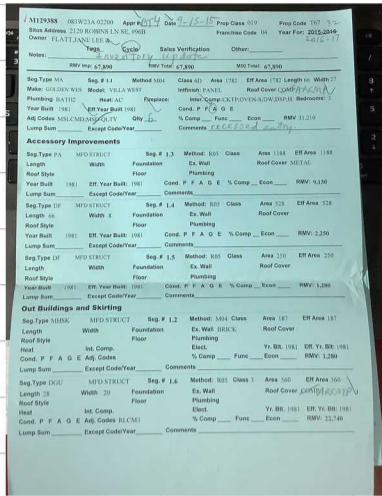 M129388 083W23A 02200 Appr # AT4 Date 9-15-15 Prop Class 019 Prop Code T67 32
Situs Address 2120 ROBINS LN SE, #96B Franchise Code 04 Year For: 2015-2016
Owner FLATT,JANE LEE & 2016-17
Tags Cycle Sales Verification Other:
Notes: Inventory Update
RMV Imp: 67,890 RMV Total 67,890 M50 Total 67,890
Seg.Type MA Seg. # 1.1 Method M04 Class 6D Area 1782 Eff Area 1782 Length 66 Width 27
Make: GOLDEN WES Model: VILLA WEST IntFinish: PANEL Roof Cover COMP
Plumbing BATH2 Heat: AC Fireplace: Inter.Comp: CKTP,OVEN-S,DW,DSP,H Bedrooms: 3
Year Built 1981 Eff.Year Built: 1981 Cond. P F A G E
Adj Codes MSLCMD,MSPQLTY Qlty 6 % Comp Func Econ RMV 31,210
Lump Sum Except Code/Year Comments recessed entry.
Accessory Improvements
Seg.Type PA MFD STRUCT Seg. # 1.3 Method: R05 Class Area 1188 Eff Area 1188
Length Width Foundation Ex. Wall Roof Cover METAL
Roof Style Floor Plumbing
Year Built 1981 Eff. Year Built: 1981 Cond. P F A G E % Comp Econ RMV: 9,130
Lump Sum Except Code/Year Comments
Seg.Type DF MFD STRUCT Seg. # 1.4 Method: R05 Class Area 528 Eff Area 528
Length 66 Width 8 Foundation Ex. Wall Roof Cover
Roof Style Floor Plumbing
Year Built 1981 Eff. Year Built: 1981 Cond. P F A G E % Comp Econ RMV: 2,250
Lump Sum Except Code/Year Comments
Seg.Type DF MFD STRUCT Seg. # 1.5 Method: R05 Class Area 250 Eff Area 250
Length Width Foundation Ex. Wall Roof Cover
Roof Style Floor Plumbing
Year Built 1981 Eff. Year Built: 1981 Cond. P F A G E % Comp Econ RMV: 1,280
Lump Sum Except Code/Year Comments
Out Buildings and Skirting
Seg.Type MHSK MFD STRUCT Seg. # 1.2 Method: M04 Class Area 187 Eff Area 187
Length Width Foundation Ex. Wall BRICK Roof Cover
Roof Style Floor Plumbing
Heat Int. Comp. Elect. Yr. Blt. 1981 Eff. Yr. Blt: 1981
Cond. P F A G E Adj. Codes % Comp Func Econ RMV: 1,280
Lump Sum Except Code/Year Comments
Seg.Type DGU MFD STRUCT Seg. # 1.6 Method: R05 Class 3 Area 560 Eff Area 560
Length 28 Width 20 Foundation Ex. Wall Roof Cover
Roof Style Floor Plumbing
Heat Int. Comp. Elect. Yr. Blt. 1981 Eff. Yr. Blt: 1981
Cond. P F A G E Adj. Codes RLCM3 % Comp Func Econ RMV: 22,740
Lump Sum Except Code/Year Comments